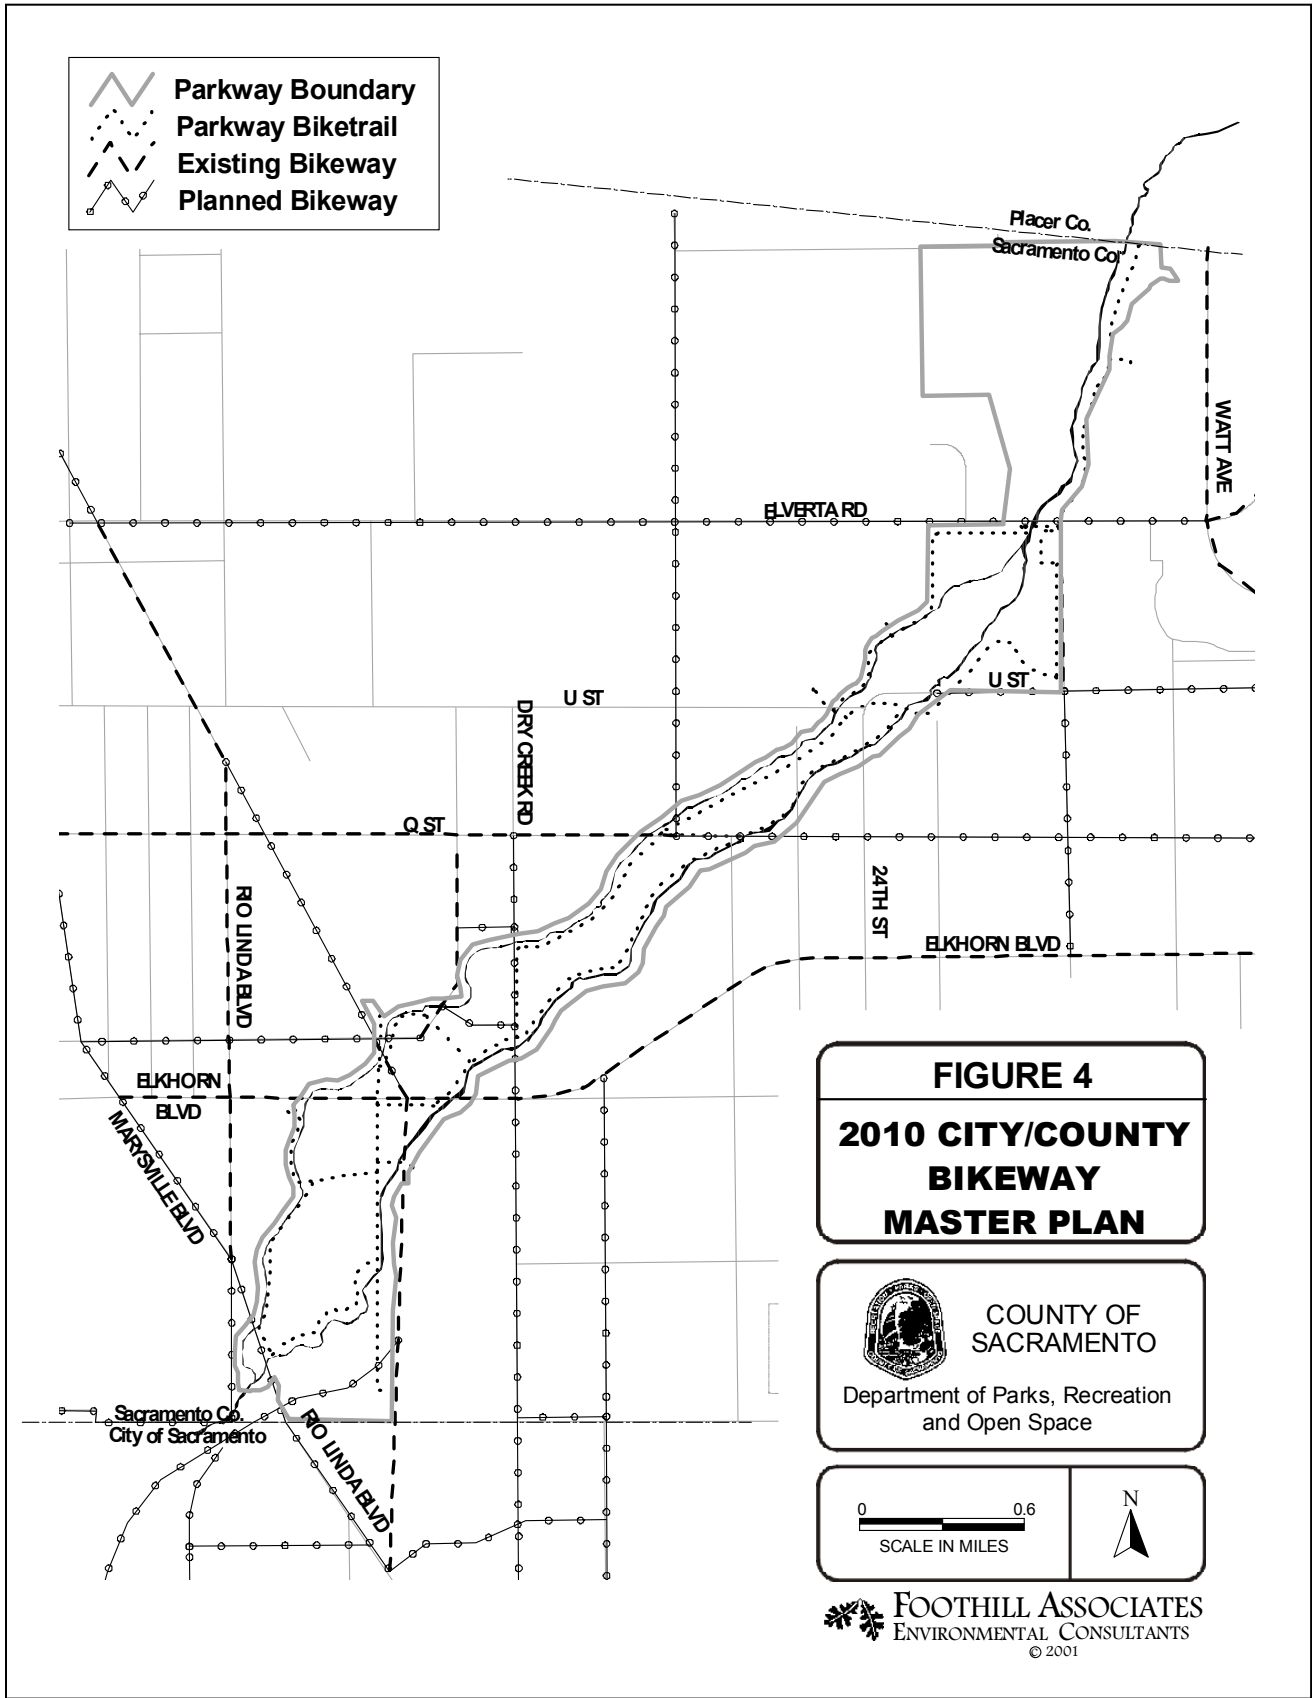 Parkway Boundary
Parkway Biketrail
Existing Bikeway
Planned Bikeway
Placer Co.
Sacramento Co.
WATT AVE
ELVERTA RD
U ST
U ST
DRY CREEK RD
Q ST
24TH ST
RIO LINDA BLVD
ELKHORN BLVD
ELKHORN
BLVD
MARYSVILLE BLVD
Sacramento Co.
City of Sacramento
RIO LINDA BLVD
FIGURE 4
2010 CITY/COUNTY
BIKEWAY
MASTER PLAN
COUNTY OF
SACRAMENTO
Department of Parks, Recreation
and Open Space
0 0.6
SCALE IN MILES
N
FOOTHILL ASSOCIATES
ENVIRONMENTAL CONSULTANTS
© 2001